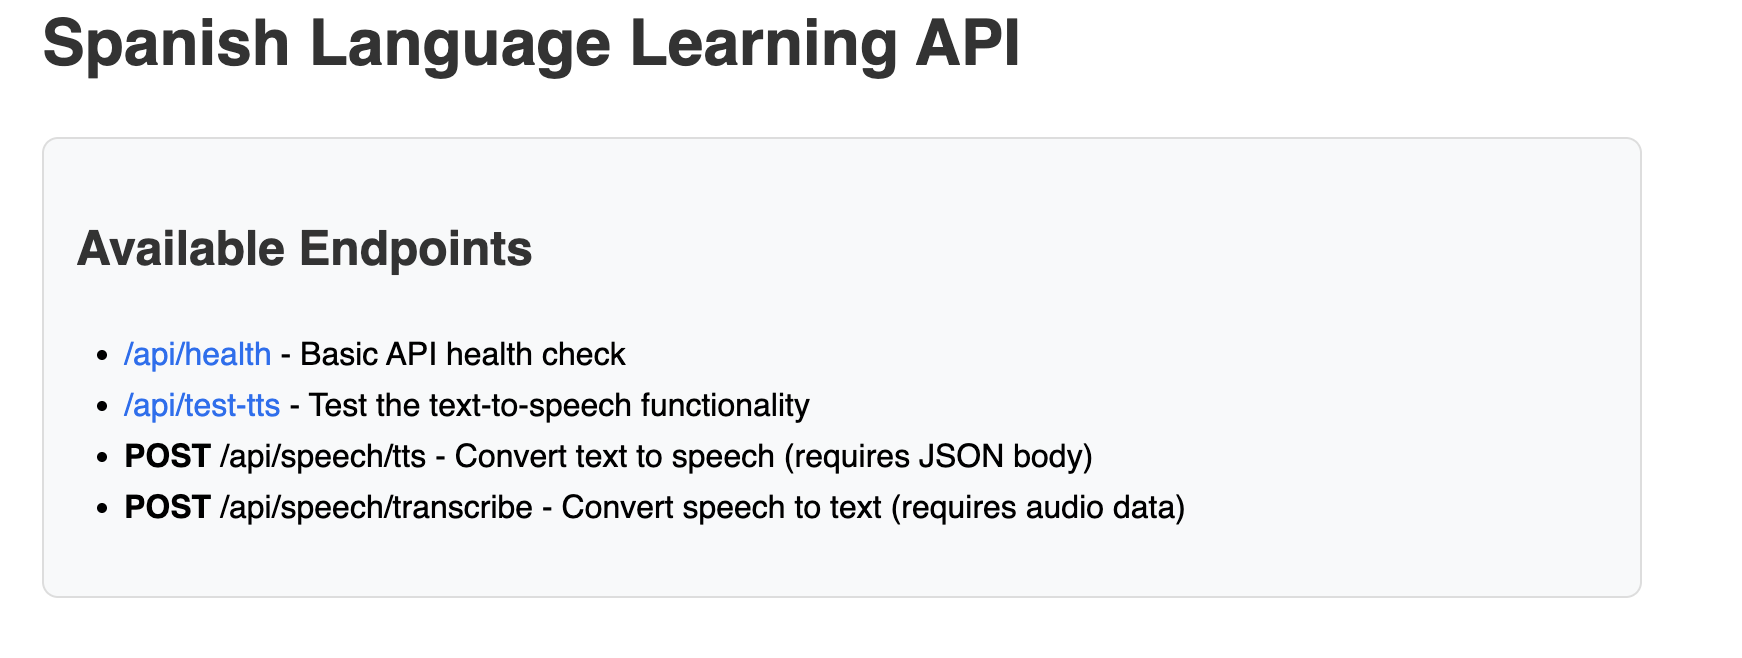 Spanish Language Learning API
Available Endpoints
• /api/health - Basic API health check
• /api/test-tts - Test the text-to-speech functionality
• POST /api/speech/tts - Convert text to speech (requires JSON body)
• POST /api/speech/transcribe - Convert speech to text (requires audio data)